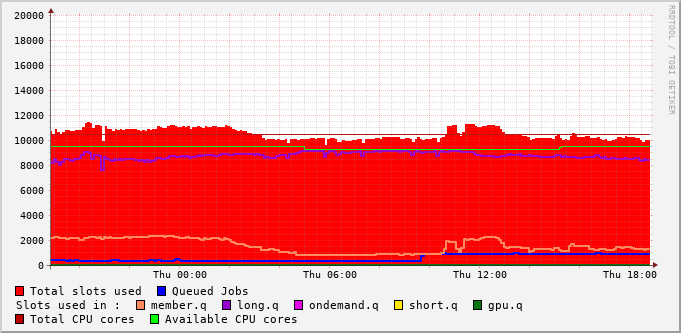 20000
18000
16000
14000
12000
10000
8000
6000
4000
2000
0
Thu 00:00 Thu 06:00 Thu 12:00 Thu 18:00
RRDTOOL / TOBI OETIKER
Total slots used Queued Jobs
Slots used in : member.q long.q ondemand.q short.q gpu.q
Total CPU cores Available CPU cores